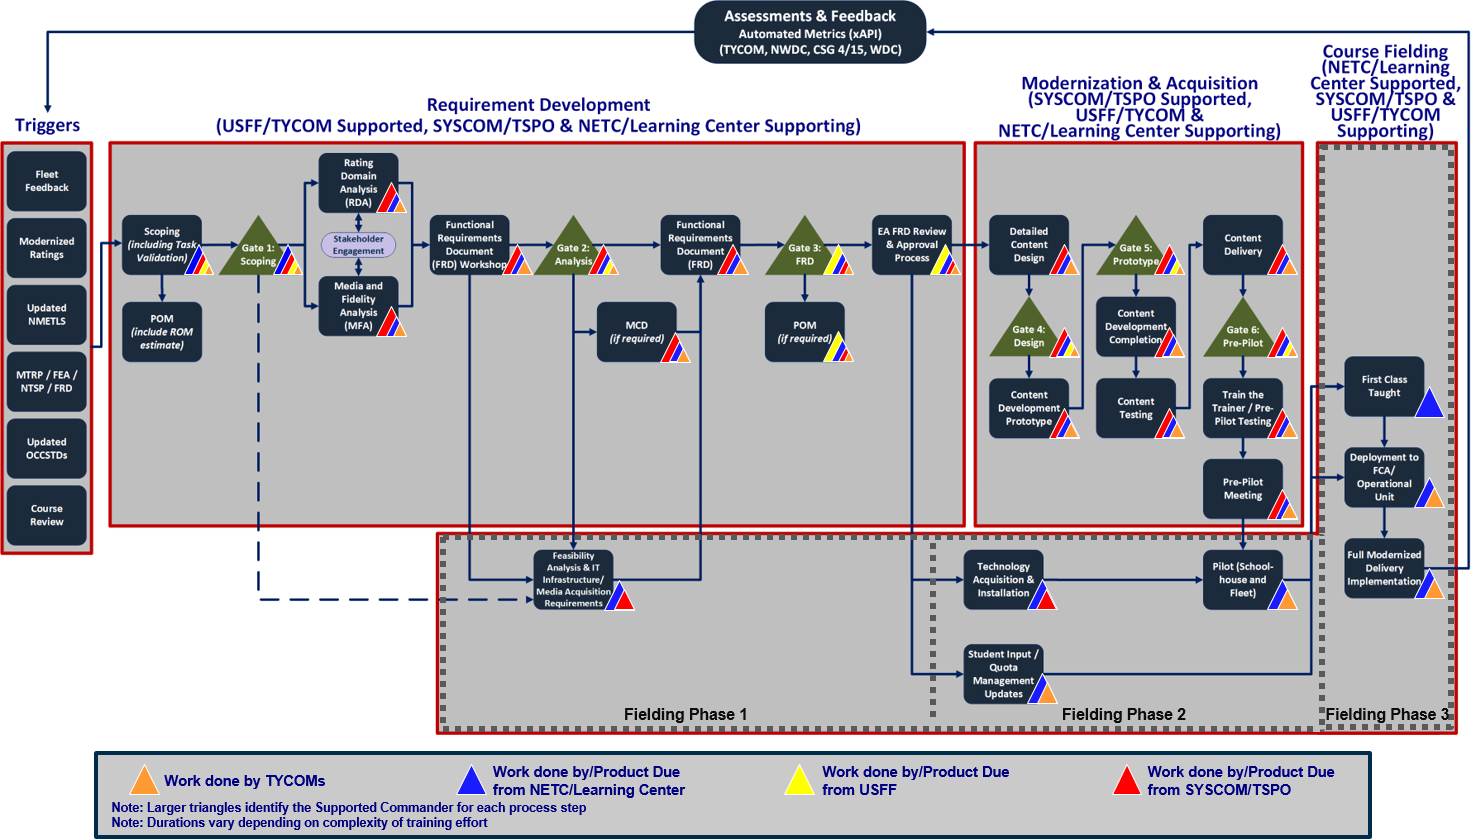 Assessments & Feedback
Automated Metrics (xAPI)
(TYCOM, NWDC, CSG 4/15, WDC)
Triggers
Requirement Development
(USFF/TYCOM Supported, SYSCOM/TSPO & NETC/Learning Center Supporting)
Modernization & Acquisition
(SYSCOM/TSPO Supported,
USFF/TYCOM &
NETC/Learning Center Supporting)
Course Fielding
(NETC/Learning
Center Supported,
SYSCOM/TSPO &
USFF/TYCOM
Supporting)
Fleet
Feedback
Modernized
Ratings
Updated
NMETLS
MTRP / FEA /
NTSP / FRD
Updated
OCCSTDs
Course
Review
Scoping
(including Task
Validation)
POM
(include ROM
estimate)
Gate 1:
Scoping
Rating
Domain
Analysis
(RDA)
Stakeholder
Engagement
Media and
Fidelity
Analysis
(MFA)
Functional
Requirements
Document
(FRD) Workshop
Gate 2:
Analysis
MCD
(if required)
Functional
Requirements
Document
(FRD)
Gate 3:
FRD
POM
(if required)
EA FRD Review
& Approval
Process
Detailed
Content
Design
Gate 4:
Design
Content
Development
Prototype
Gate 5:
Prototype
Content
Development
Completion
Content
Testing
Content
Delivery
Gate 6:
Pre-Pilot
Train the
Trainer / Pre-
Pilot Testing
Pre-Pilot
Meeting
First Class
Taught
Deployment to
FCA/
Operational
Unit
Full Modernized
Delivery
Implementation
Feasibility
Analysis & IT
Infrastructure/
Media Acquisition
Requirements
Technology
Acquisition &
Installation
Pilot (School-
house and
Fleet)
Student Input /
Quota
Management
Updates
Fielding Phase 1
Fielding Phase 2
Fielding Phase 3
Work done by TYCOMs
Work done by/Product Due
from NETC/Learning Center
Work done by/Product Due
from USFF
Work done by/Product Due
from SYSCOM/TSPO
Note: Larger triangles identify the Supported Commander for each process step
Note: Durations vary depending on complexity of training effort